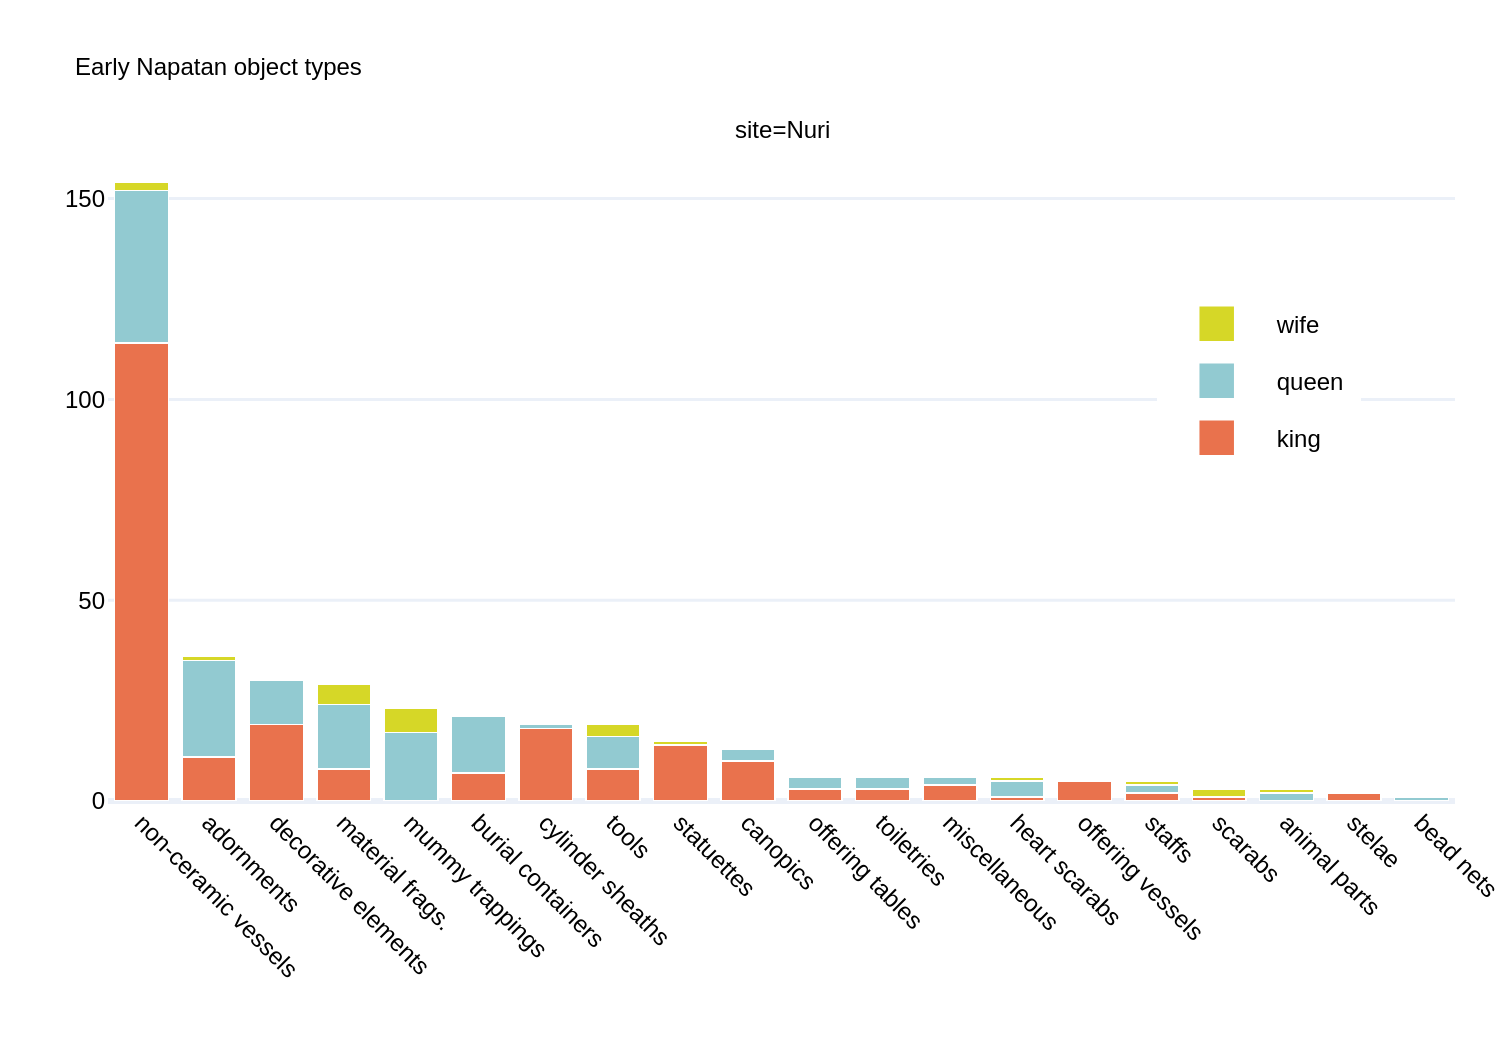 Early Napatan object types
site=Nuri
150
100
50
0
wife
queen
king
non-ceramic vessels
adornments
decorative elements
material frags.
mummy trappings
burial containers
cylinder sheaths
tools
statuettes
canopics
offering tables
toiletries
miscellaneous
heart scarabs
offering vessels
staffs
scarabs
animal parts
stelae
bead nets